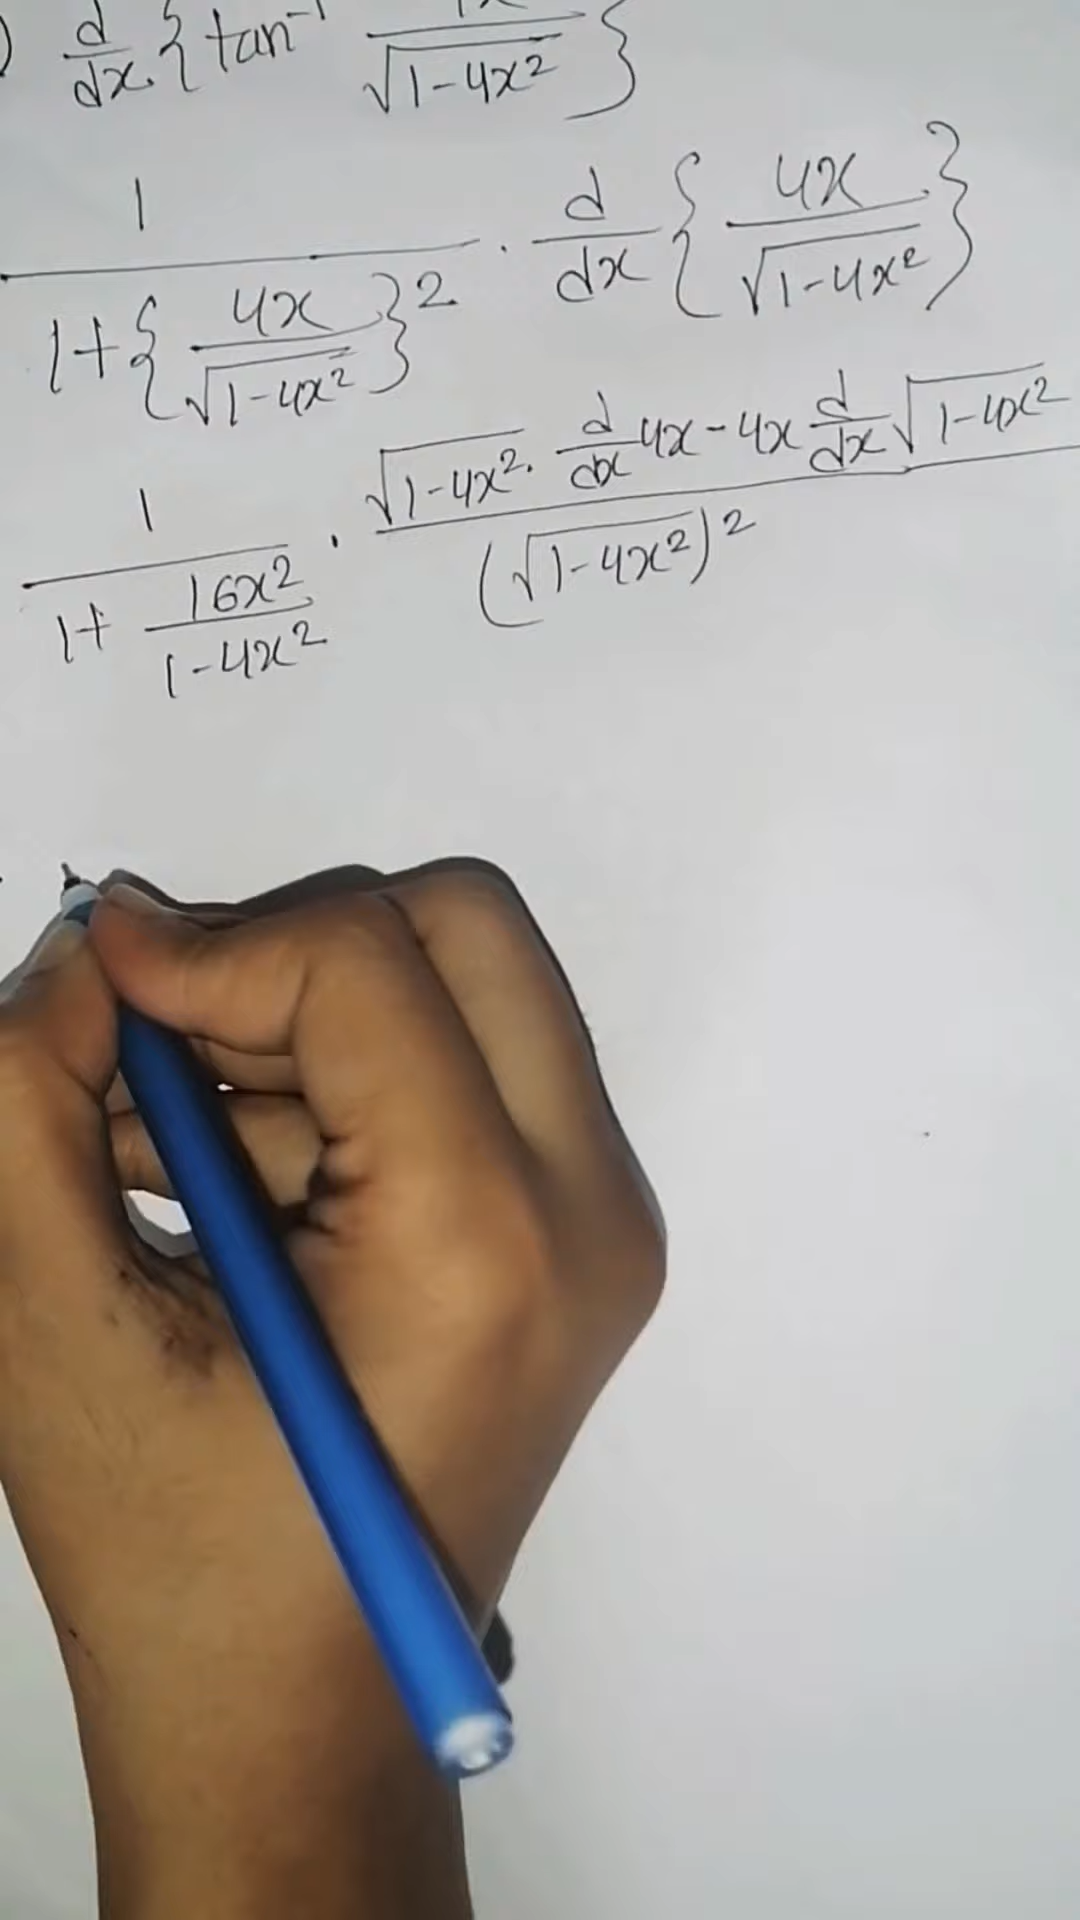 ) d/dx {tan⁻¹ 4x/√(1-4x²)}
1/(1+{4x/√(1-4x²)}²) · d/dx {4x/√(1-4x²)}
1/(1+ 16x²/(1-4x²)) · (√(1-4x²) · d/dx 4x - 4x d/dx √(1-4x²))/(√(1-4x²))²